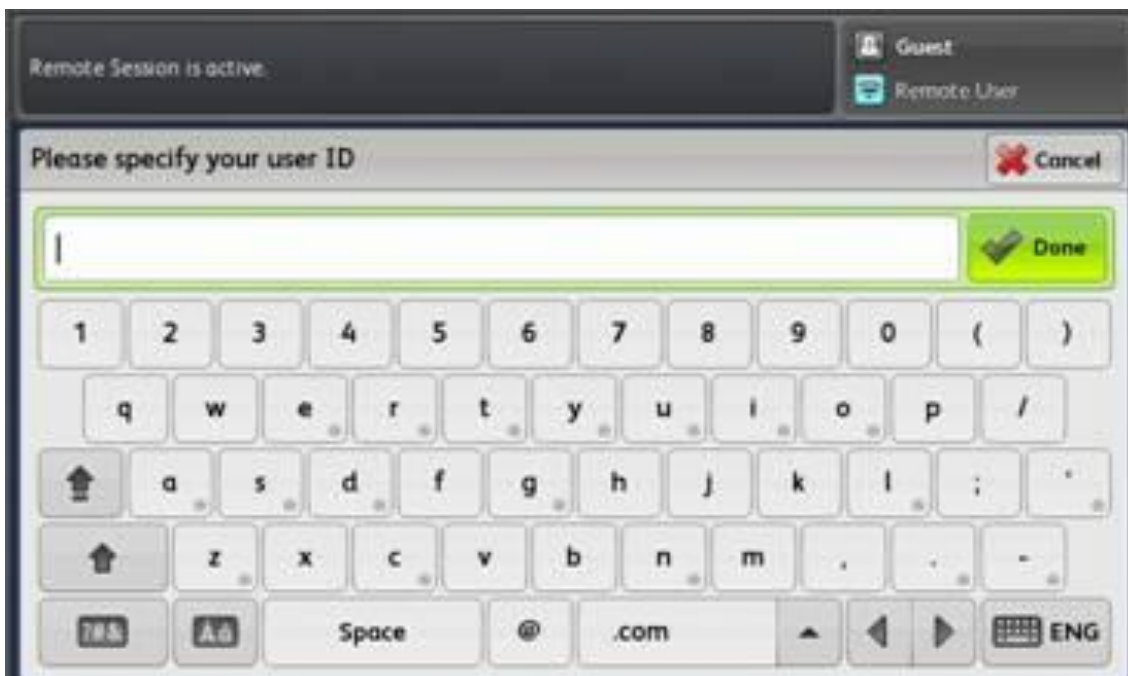 Remote Session is active.
Guest
Remote User
Please specify your user ID
Cancel
Done
1 2 3 4 5 6 7 8 9 0 ( )
q w e r t y u i o p /
a s d f g h j k l ;
z x c v b n m , . -
?#& Space @ .com ENG